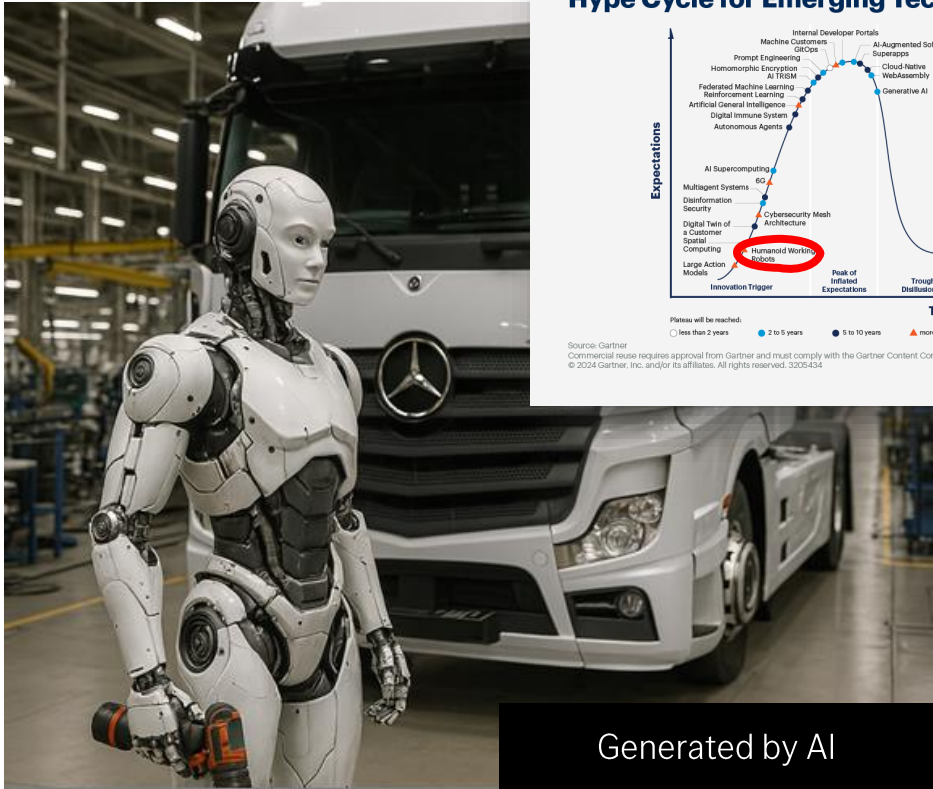 Hype Cycle for Emerging Tec
Internal Developer Portals
Machine Customers
GitOps
AI-Augmented Sof
Superapps
Prompt Engineering
Homomorphic Encryption
AI TRISM
Cloud-Native
WebAssembly
Federated Machine Learning
Reinforcement Learning
Generative AI
Artificial General Intelligence
Digital Immune System
Autonomous Agents
Expectations
AI Supercomputing
6G
Multiagent Systems
Disinformation
Security
Cybersecurity Mesh
Architecture
Digital Twin of
a Customer
Spatial
Computing
Humanoid Working
Robots
Large Action
Models
Innovation Trigger
Peak of
Inflated
Expectations
Trough
Disillusio
T
Plateau will be reached:
less than 2 years
2 to 5 years
5 to 10 years
more
Source: Gartner
Commercial reuse requires approval from Gartner and must comply with the Gartner Content Con
© 2024 Gartner, Inc. and/or its affiliates. All rights reserved. 3205434
Generated by AI